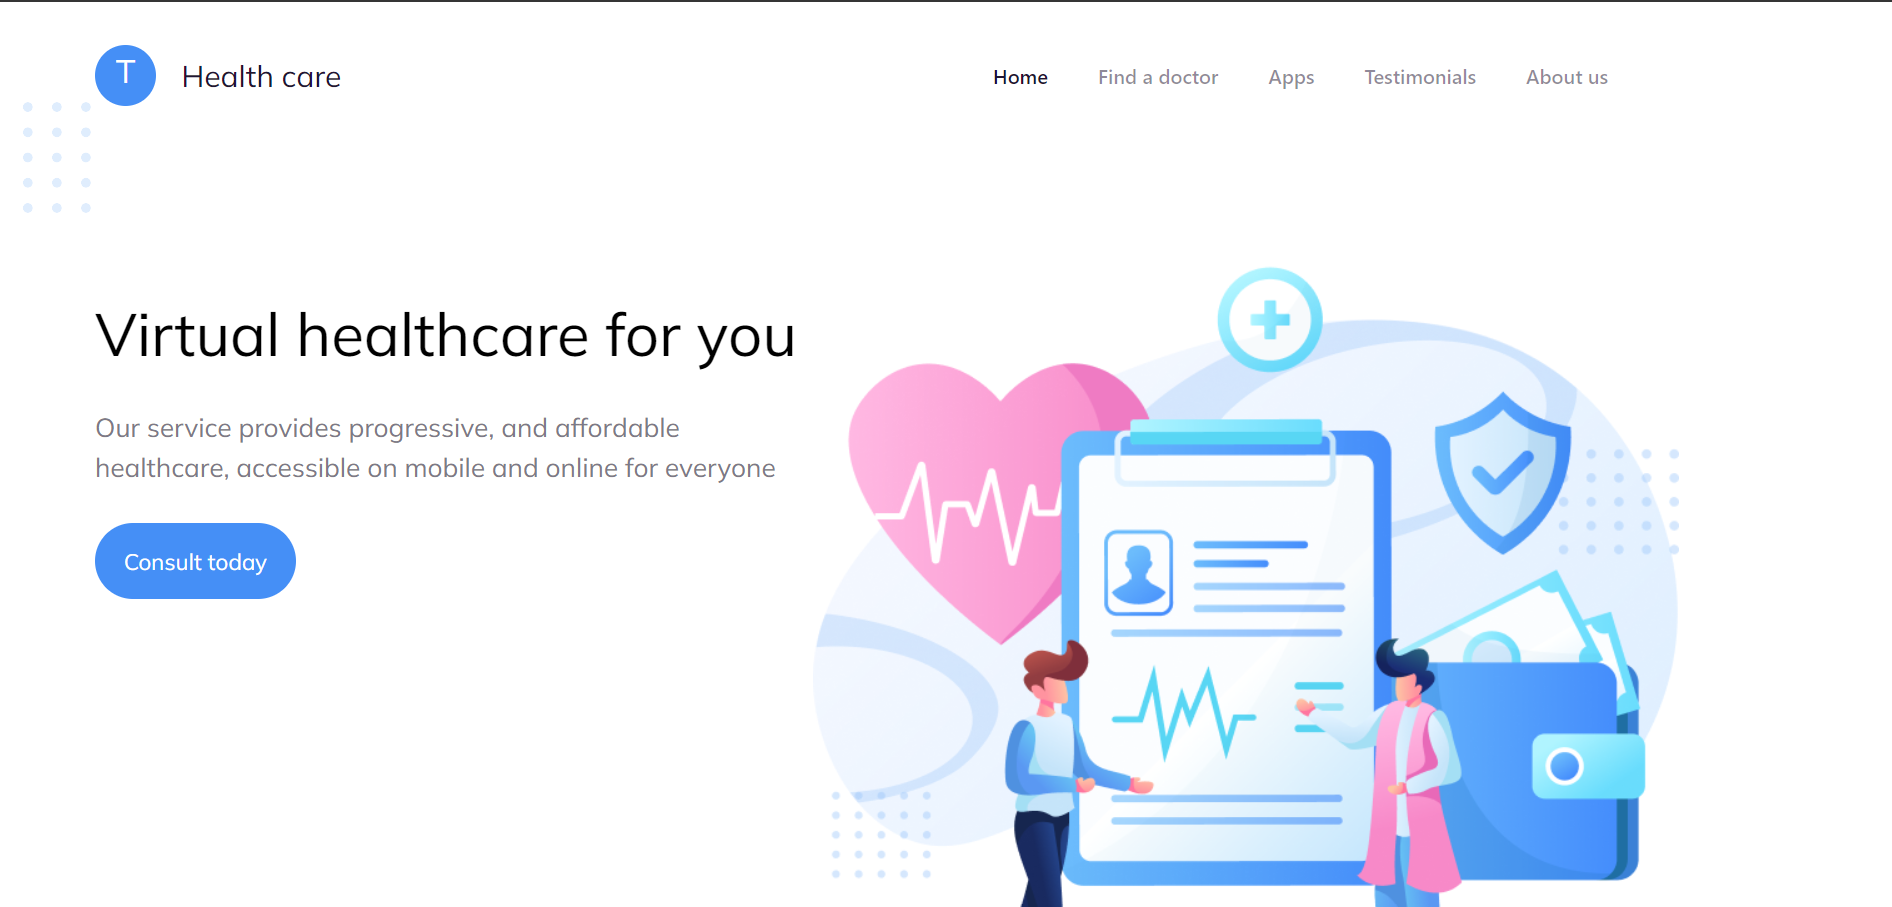 T
Health care
Home
Find a doctor
Apps
Testimonials
About us
Virtual healthcare for you
Our service provides progressive, and affordable
healthcare, accessible on mobile and online for everyone
Consult today